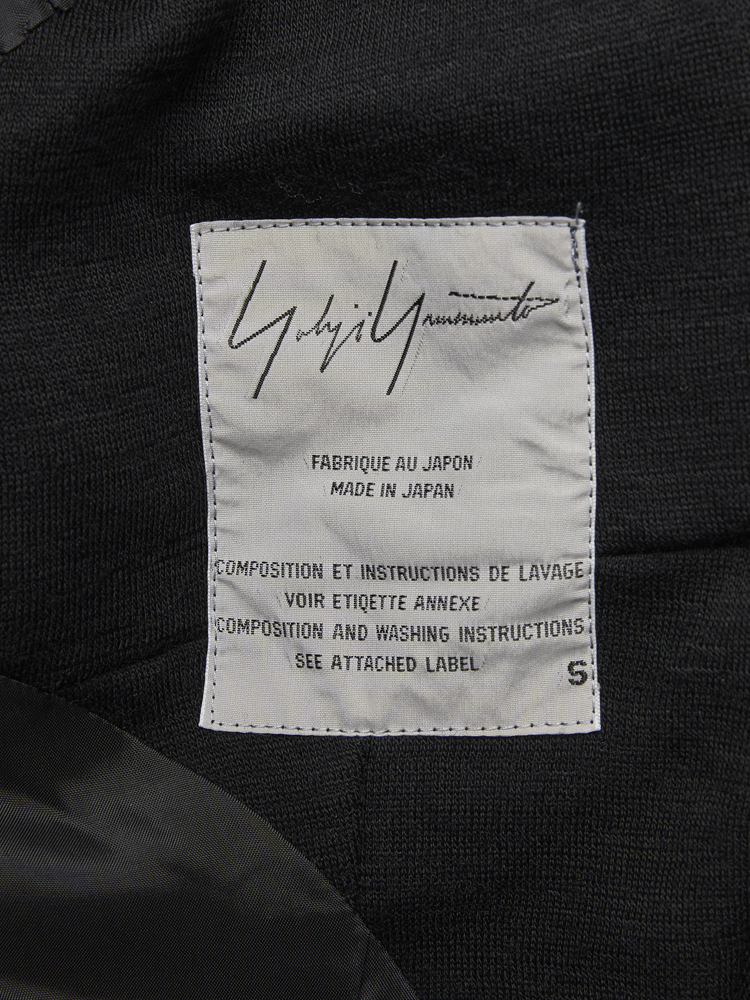 Yohji Yamamoto
FABRIQUE AU JAPON
MADE IN JAPAN
COMPOSITION ET INSTRUCTIONS DE LAVAGE
VOIR ETIQETTE ANNEXE
COMPOSITION AND WASHING INSTRUCTIONS
SEE ATTACHED LABEL
S